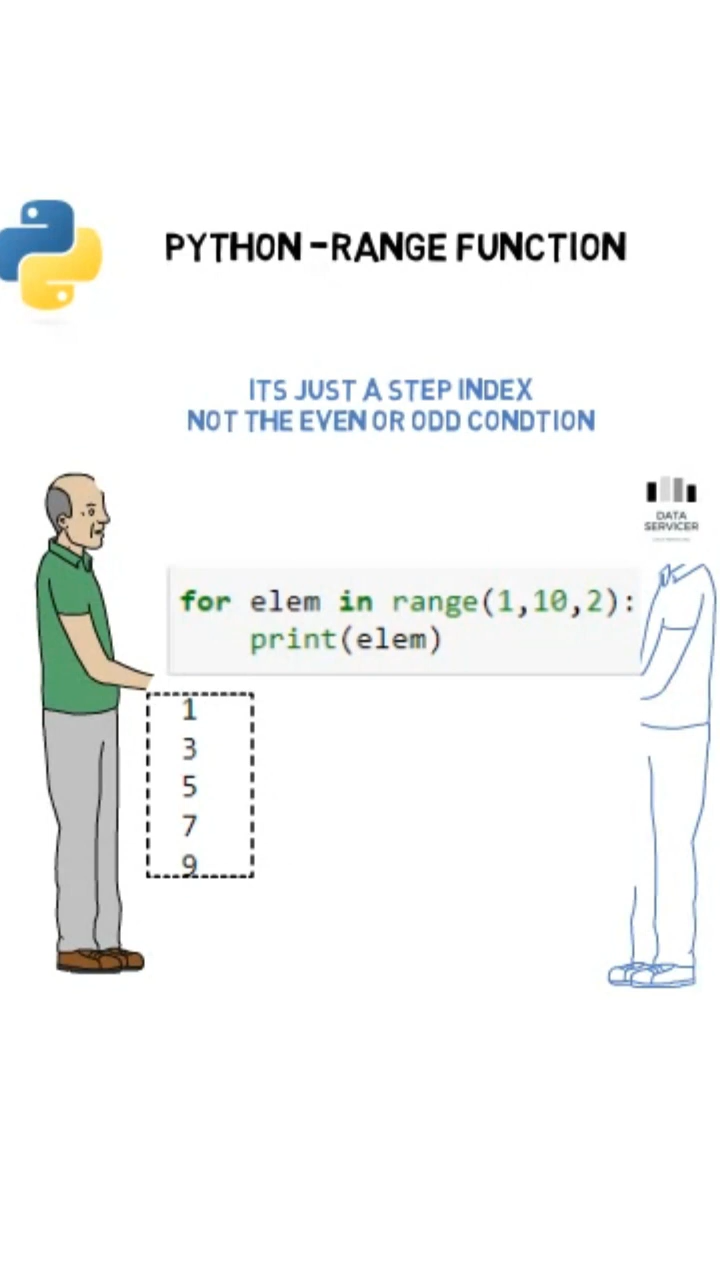 PYTHON -RANGE FUNCTION
ITS JUST A STEP INDEX
NOT THE EVEN OR ODD CONDTION
DATA
SERVICER
for elem in range(1,10,2):
    print(elem)
1
3
5
7
9